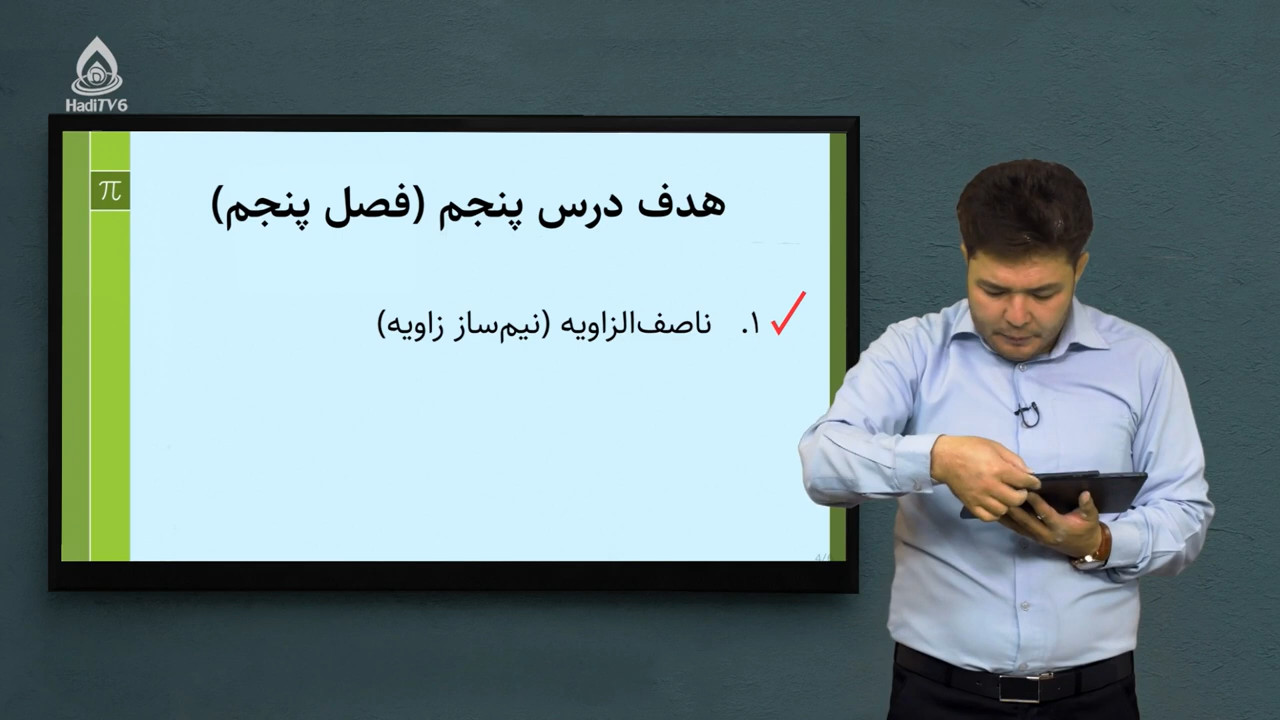 HadiTV6
π
هدف درس پنجم (فصل پنجم)
۱. ناصف‌الزاویه (نیم‌ساز زاویه)